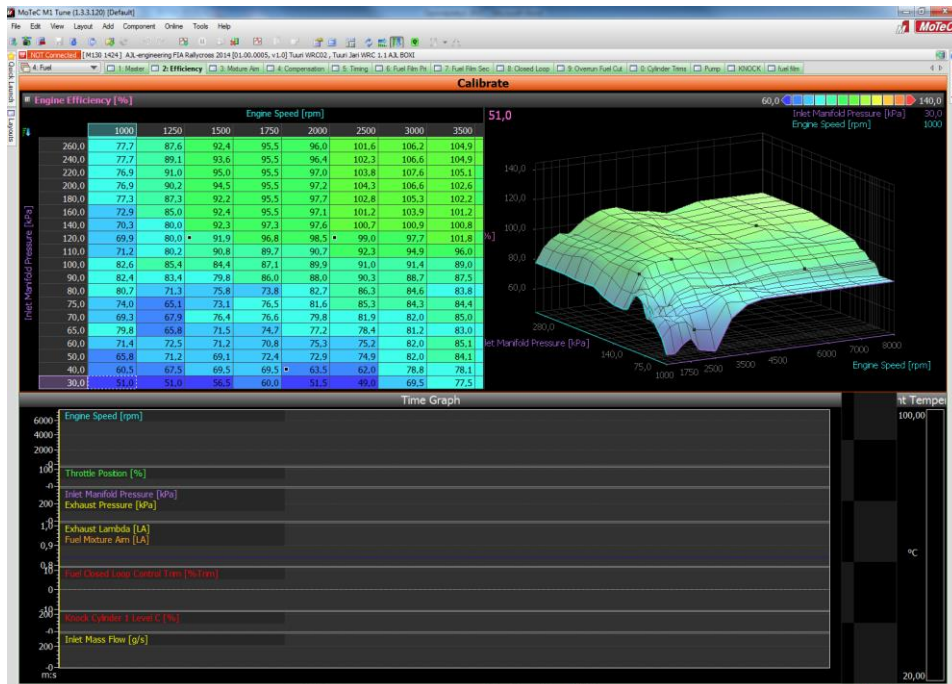 MoTeC M1 Tune (1.3.3.120) [Default]
File Edit View Layout Add Component Online Tools Help
MoTeC
NOT Connected [M130 1424] A3L-engineering FIA Rallycross 2014 [01.00.0005, v1.0] Tuuri WRC02, Tuuri Jari WRC 1.1 A3L BOXI
4: Fuel 1: Master 2: Efficiency 3: Mixture Aim 4: Compensation 5: Timing 6: Fuel Film Pri 7: Fuel Film Sec 8: Closed Loop 9: Overrun Fuel Cut 0: Cylinder Trims Pump KNOCK fuel film
Quick Launch
Layouts
Calibrate
Engine Efficiency [%]
Engine Speed [rpm]
1000 1250 1500 1750 2000 2500 3000 3500
Inlet Manifold Pressure [kPa]
260,0 77,7 87,6 92,4 95,5 96,0 101,6 106,2 104,9
240,0 77,7 89,1 93,6 95,5 96,4 102,3 106,6 104,9
220,0 76,9 91,0 95,0 95,5 97,0 103,8 107,6 105,1
200,0 76,9 90,2 94,5 95,5 97,2 104,3 106,6 102,6
180,0 77,3 87,3 92,2 95,5 97,7 102,8 105,3 102,2
160,0 72,9 85,0 92,4 95,5 97,1 101,2 103,9 101,2
140,0 70,3 80,0 92,3 97,3 97,6 100,7 100,9 100,8
120,0 69,9 80,0 91,9 96,8 98,5 99,0 97,7 101,8
110,0 71,2 80,2 90,8 89,7 90,7 92,3 94,9 96,0
100,0 82,6 85,4 84,4 87,1 89,9 91,0 91,4 89,0
90,0 82,4 83,4 79,8 86,0 88,0 90,3 88,7 87,5
80,0 80,7 71,3 75,8 73,8 82,7 86,3 84,6 83,8
75,0 74,0 65,1 73,1 76,5 81,6 85,3 84,3 84,4
70,0 69,3 67,9 76,4 76,6 79,8 81,9 82,0 85,0
65,0 79,8 65,8 71,5 74,7 77,2 78,4 81,2 83,0
60,0 71,4 72,5 71,2 70,8 75,3 75,2 82,0 85,1
50,0 65,8 71,2 69,1 72,4 72,9 74,9 82,0 84,1
40,0 60,5 67,5 69,5 69,5 63,5 62,0 78,8 78,1
30,0 51,0 51,0 56,5 60,0 51,5 49,0 69,5 77,5
51,0
60,0 140,0
Inlet Manifold Pressure [kPa] 30,0
Engine Speed [rpm] 1000
140,0
120,0
100,0
%]
80,0
60,0
280,0
let Manifold Pressure [kPa]
140,0
75,0
1000 1750 2500 3500 4500 6000 7000 8000
Engine Speed [rpm]
Time Graph
nt Temper
Engine Speed [rpm]
6000
4000
2000
-0
Throttle Position [%]
100
-0
Inlet Manifold Pressure [kPa]
Exhaust Pressure [kPa]
200
-0
Exhaust Lambda [LA]
Fuel Mixture Aim [LA]
1,0
0,9
0,8
Fuel Closed Loop Control Trim [%Trim]
10
0,0
-10
Knock Cylinder 1 Level C [%]
200
-0
Inlet Mass Flow [g/s]
200
-0
m:s
100,00
°C
20,00